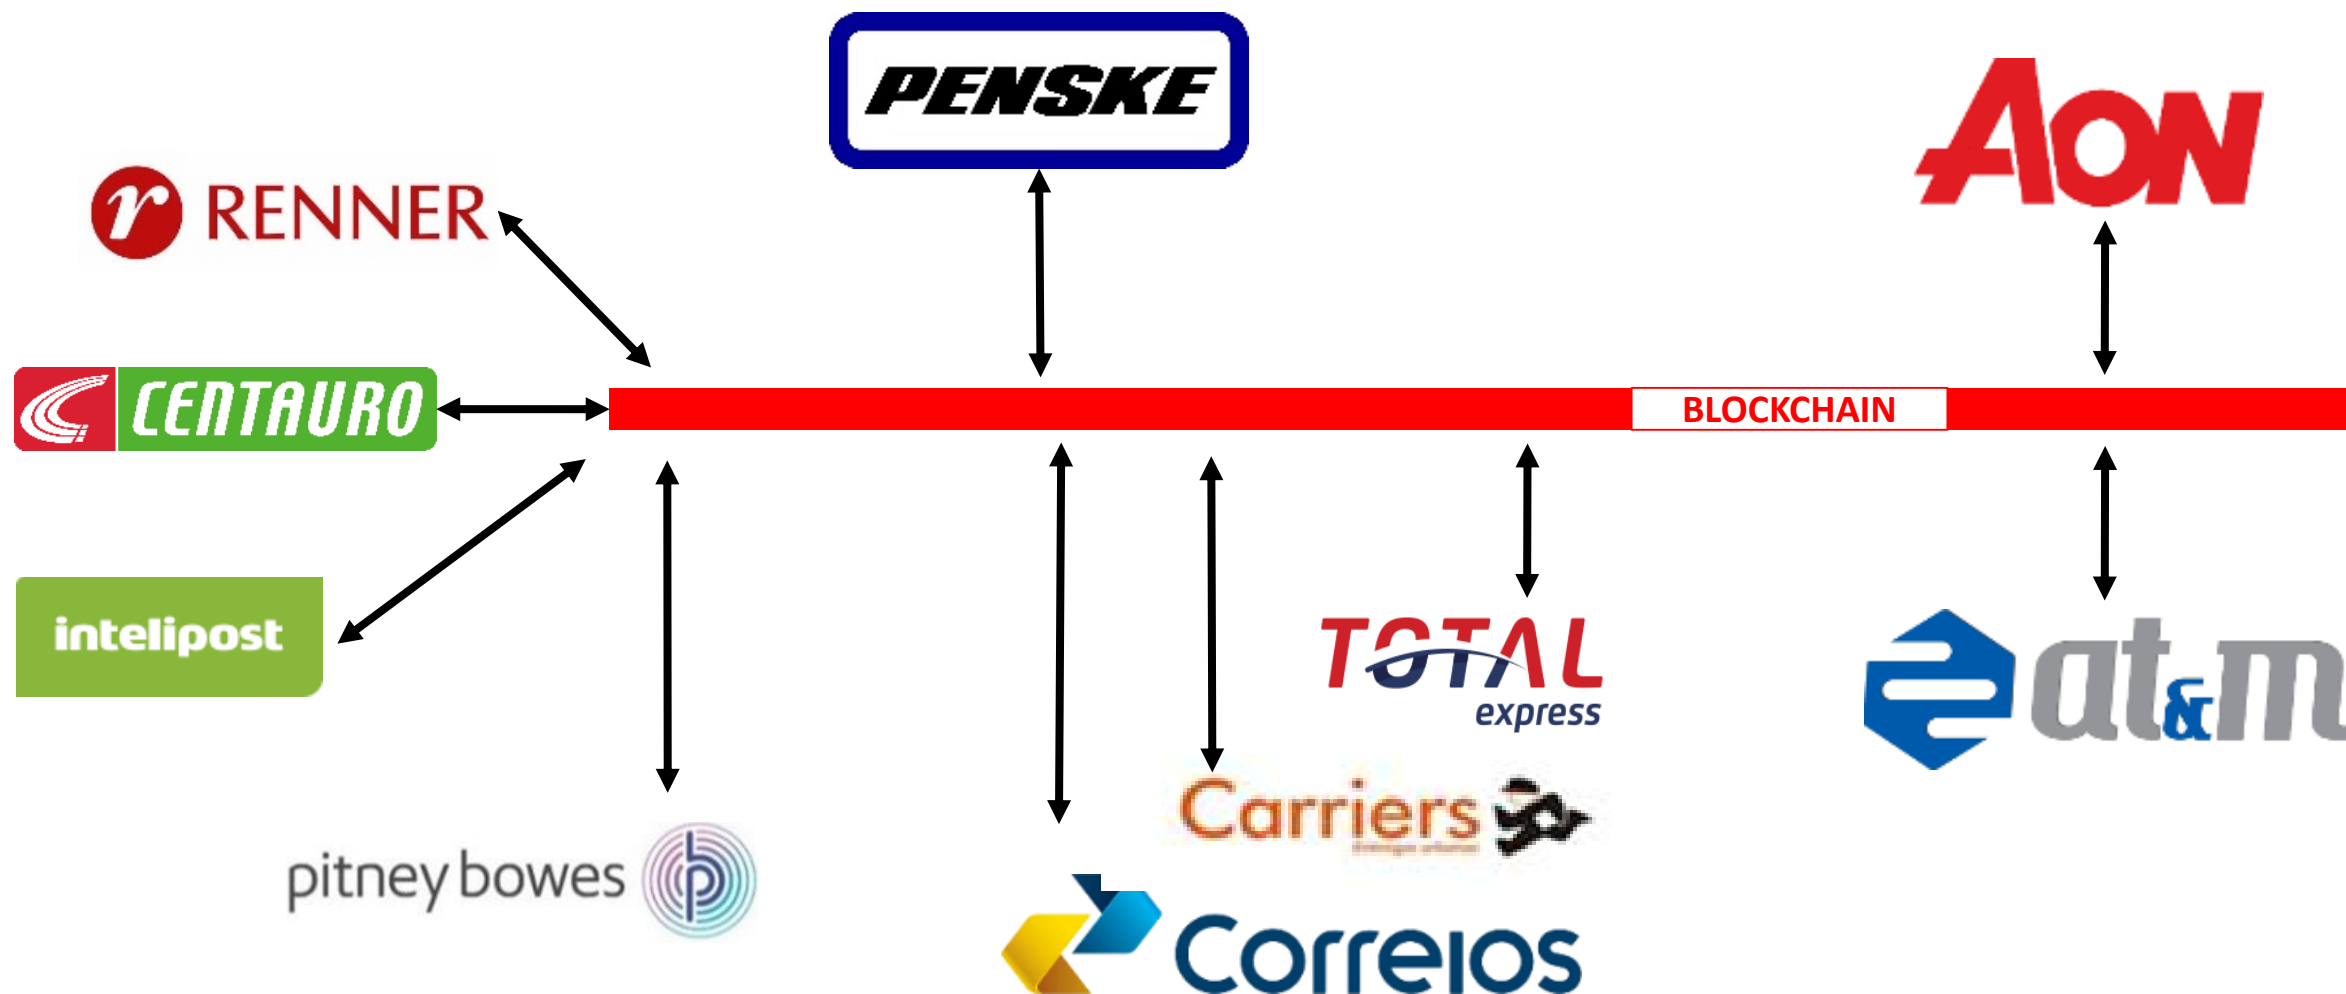 PENSKE
AON
r RENNER
CENTAURO
BLOCKCHAIN
intelipost
TOTAL
express
at&m
Carriers
pitney bowes
Correios